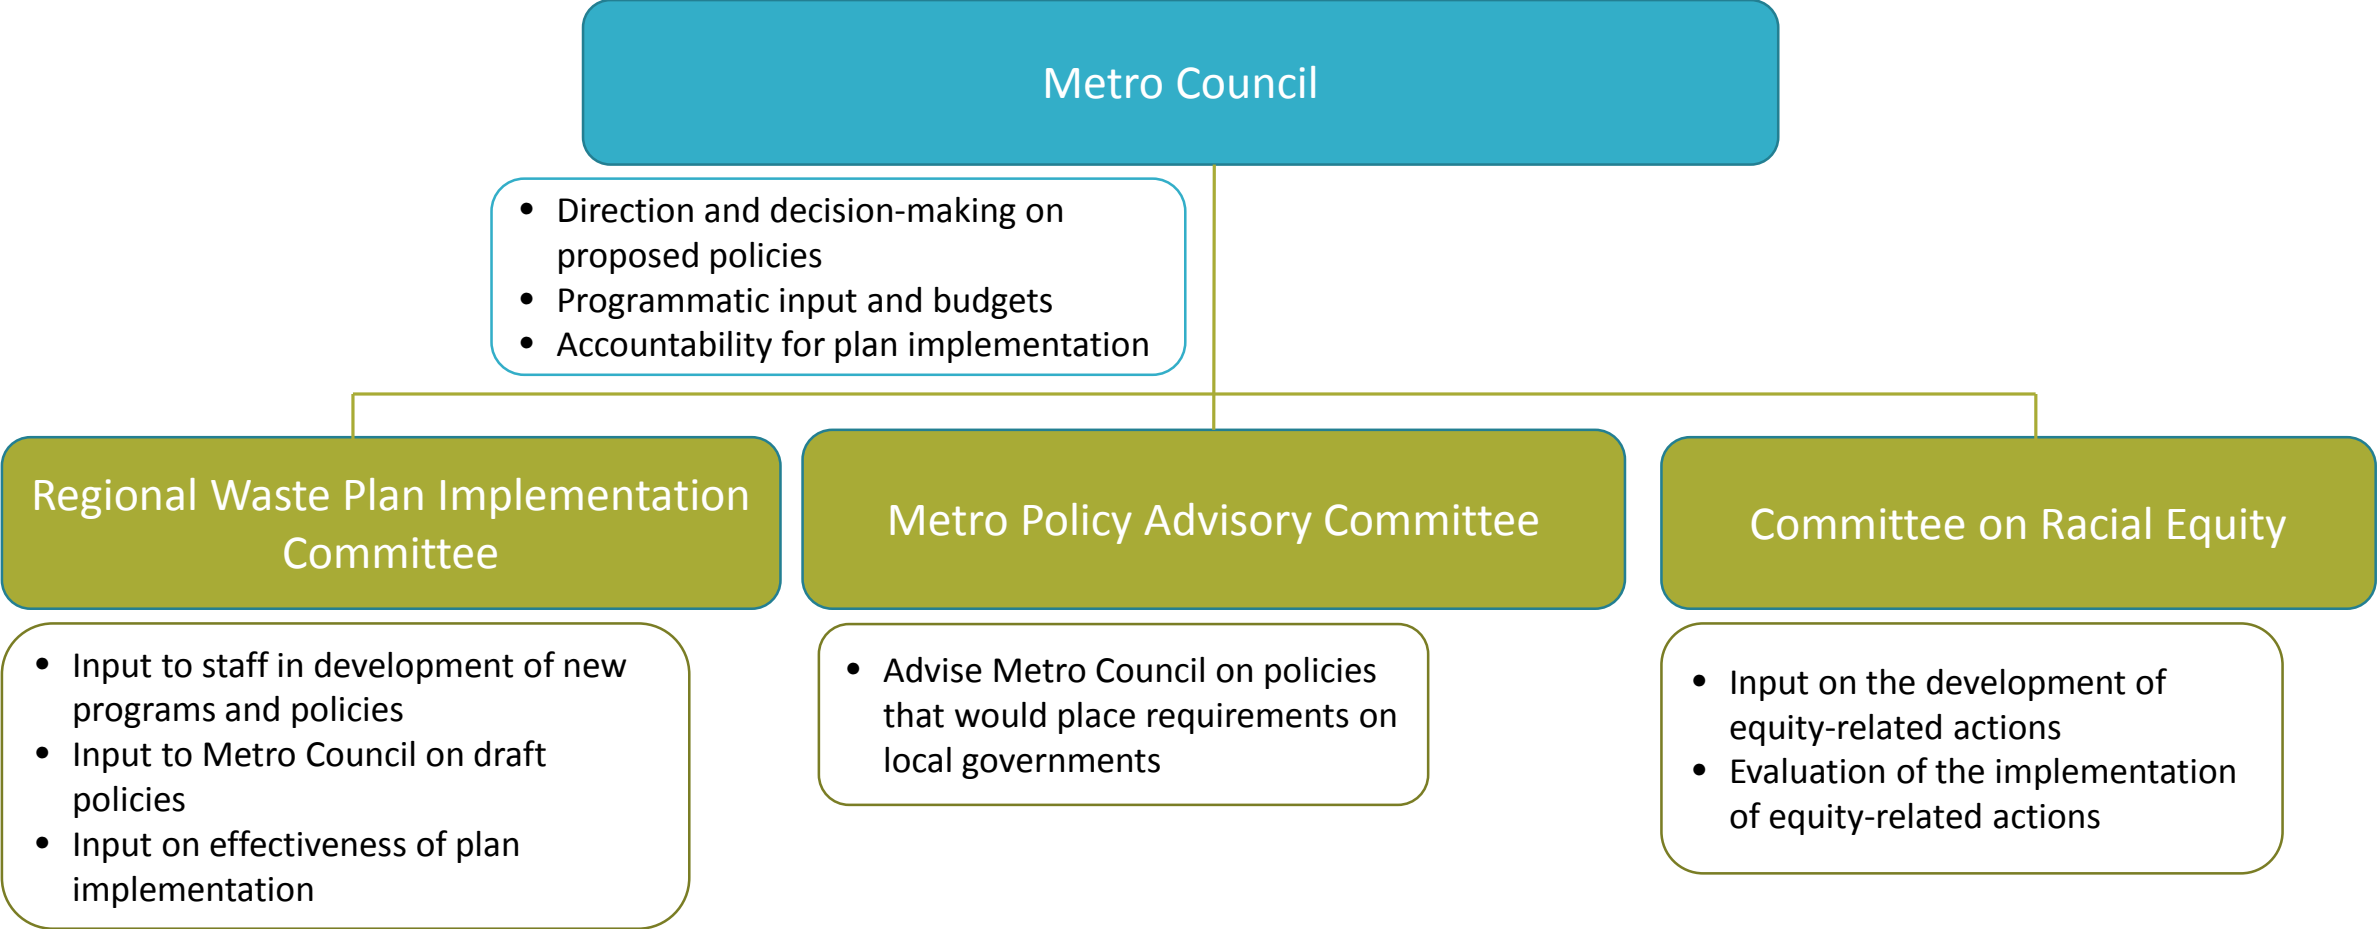 Metro Council
• Direction and decision-making on
proposed policies
• Programmatic input and budgets
• Accountability for plan implementation
Regional Waste Plan Implementation
Committee
• Input to staff in development of new
programs and policies
• Input to Metro Council on draft
policies
• Input on effectiveness of plan
implementation
Metro Policy Advisory Committee
• Advise Metro Council on policies
that would place requirements on
local governments
Committee on Racial Equity
• Input on the development of
equity-related actions
• Evaluation of the implementation
of equity-related actions